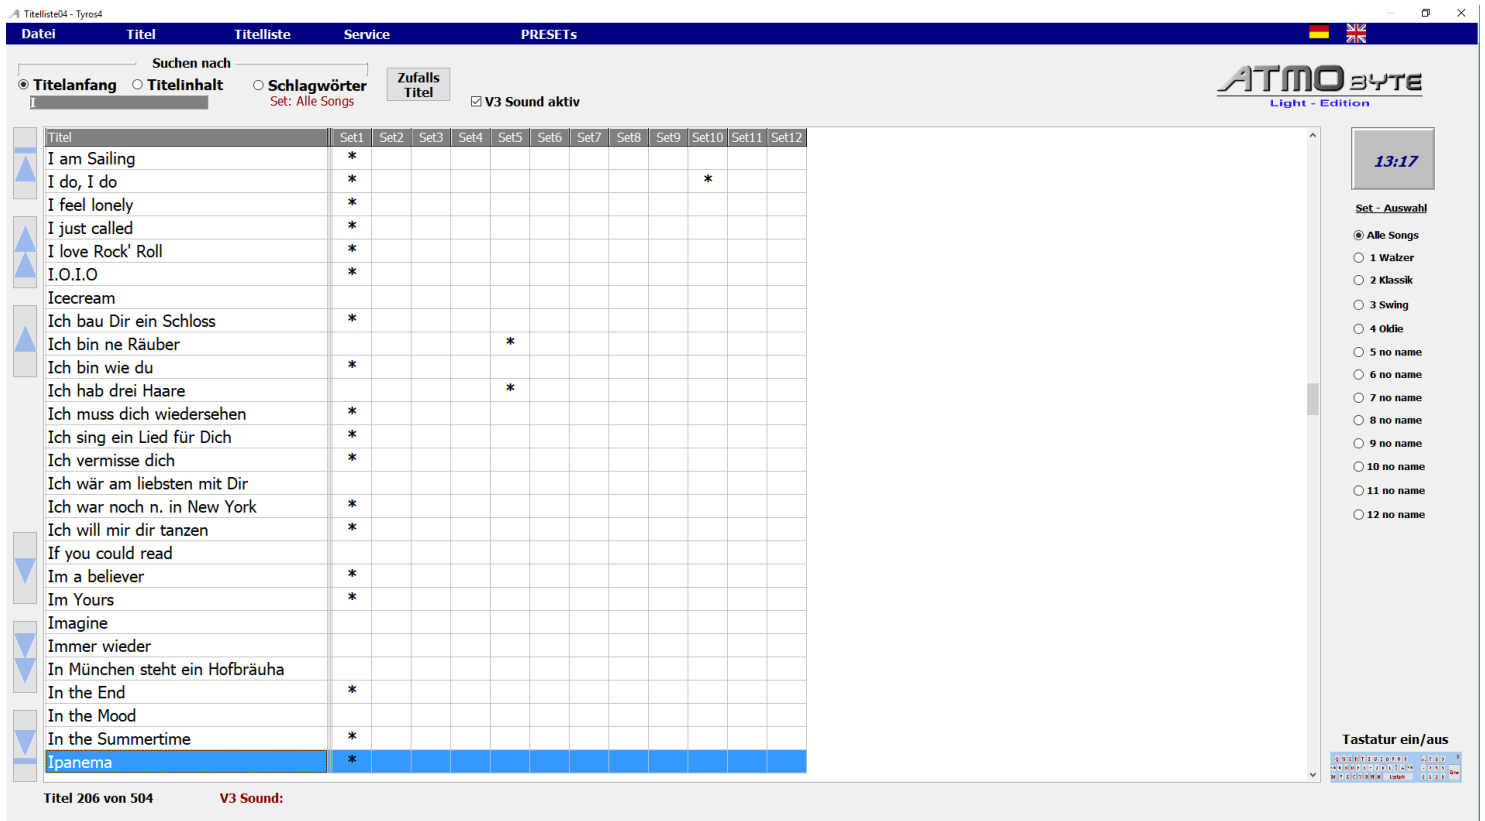 Titelliste04 - Tyros4
Datei Titel Titelliste Service PRESETs
Suchen nach
Titelanfang Titelinhalt Schlagwörter
Zufalls Titel
I
Set: Alle Songs
V3 Sound aktiv
ATMO BYTE
Light - Edition
Titel Set1 Set2 Set3 Set4 Set5 Set6 Set7 Set8 Set9 Set10 Set11 Set12
I am Sailing *
I do, I do * *
I feel lonely *
I just called *
I love Rock' Roll *
I.O.I.O *
Icecream
Ich bau Dir ein Schloss *
Ich bin ne Räuber *
Ich bin wie du *
Ich hab drei Haare *
Ich muss dich wiedersehen *
Ich sing ein Lied für Dich *
Ich vermisse dich *
Ich wär am liebsten mit Dir
Ich war noch n. in New York *
Ich will mir dir tanzen *
If you could read
Im a believer *
Im Yours *
Imagine
Immer wieder
In München steht ein Hofbräuha
In the End *
In the Mood
In the Summertime *
Ipanema *
13:17
Set - Auswahl
Alle Songs
1 Walzer
2 Klassik
3 Swing
4 Oldie
5 no name
6 no name
7 no name
8 no name
9 no name
10 no name
11 no name
12 no name
Tastatur ein/aus
Titel 206 von 504 V3 Sound: